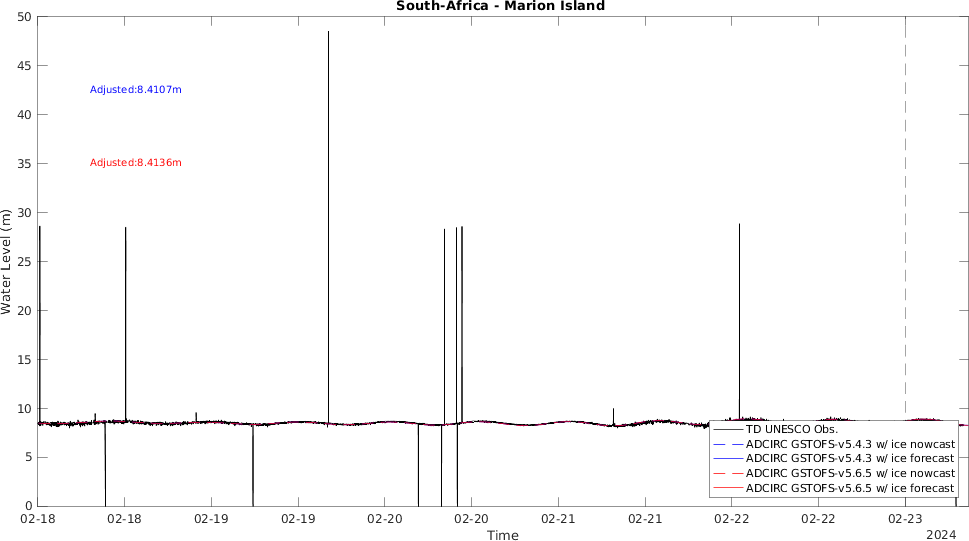 South-Africa - Marion Island
50
45
40
35
30
25
20
15
10
5
0
Water Level (m)
Adjusted:8.4107m
Adjusted:8.4136m
TD UNESCO Obs.
ADCIRC GSTOFS-v5.4.3 w/ ice nowcast
ADCIRC GSTOFS-v5.4.3 w/ ice forecast
ADCIRC GSTOFS-v5.6.5 w/ ice nowcast
ADCIRC GSTOFS-v5.6.5 w/ ice forecast
02-18 02-18 02-19 02-19 02-20 02-20 02-21 02-21 02-22 02-22 02-23
Time
2024